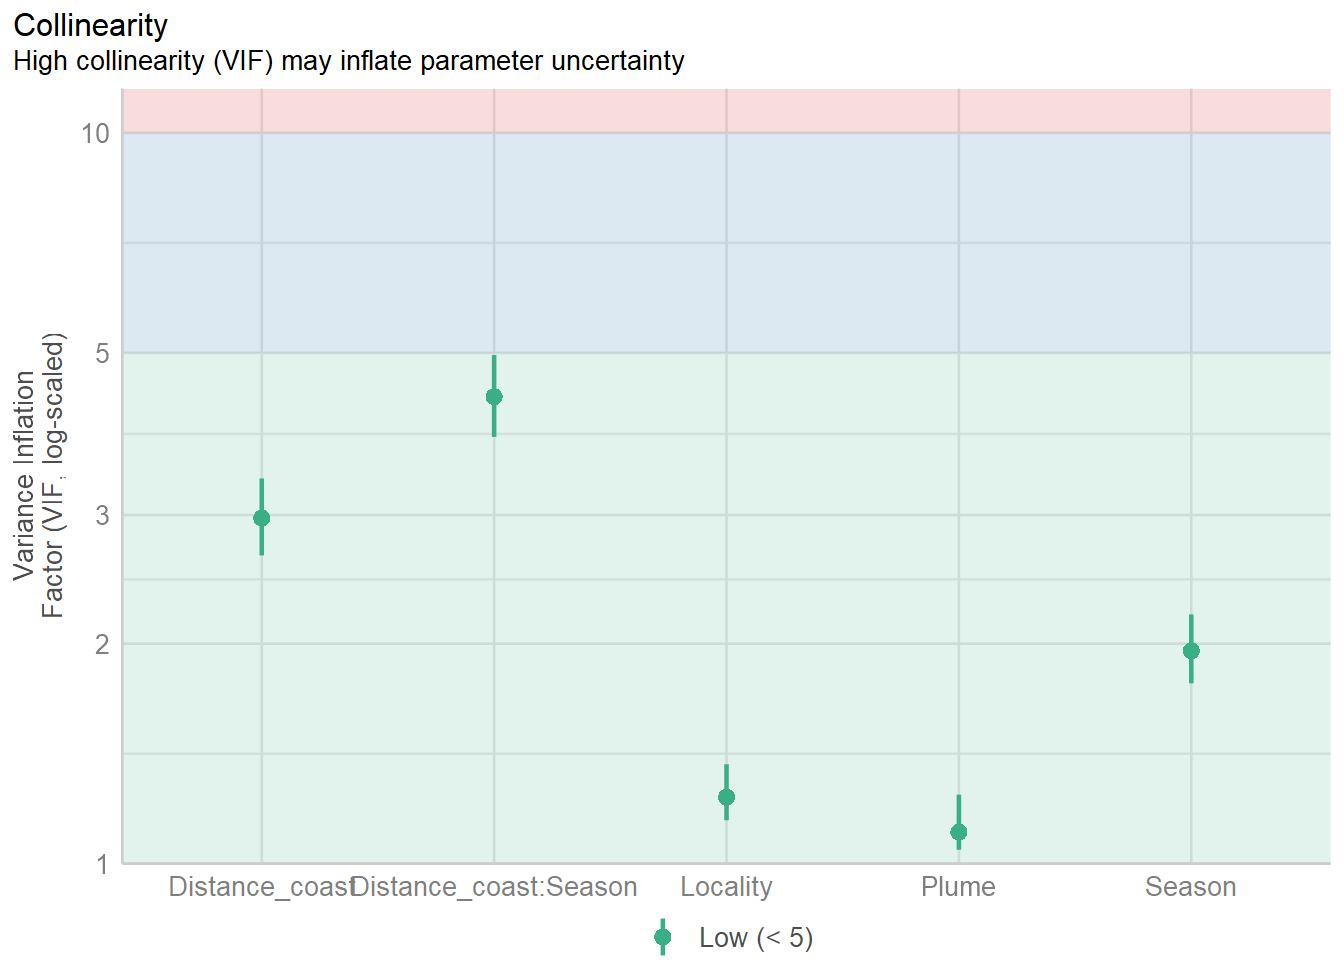 Collinearity
High collinearity (VIF) may inflate parameter uncertainty
Variance Inflation
Factor (VIF, log-scaled)
10
5
3
2
1
Distance_coast Distance_coast:Season Locality Plume Season
Low (< 5)